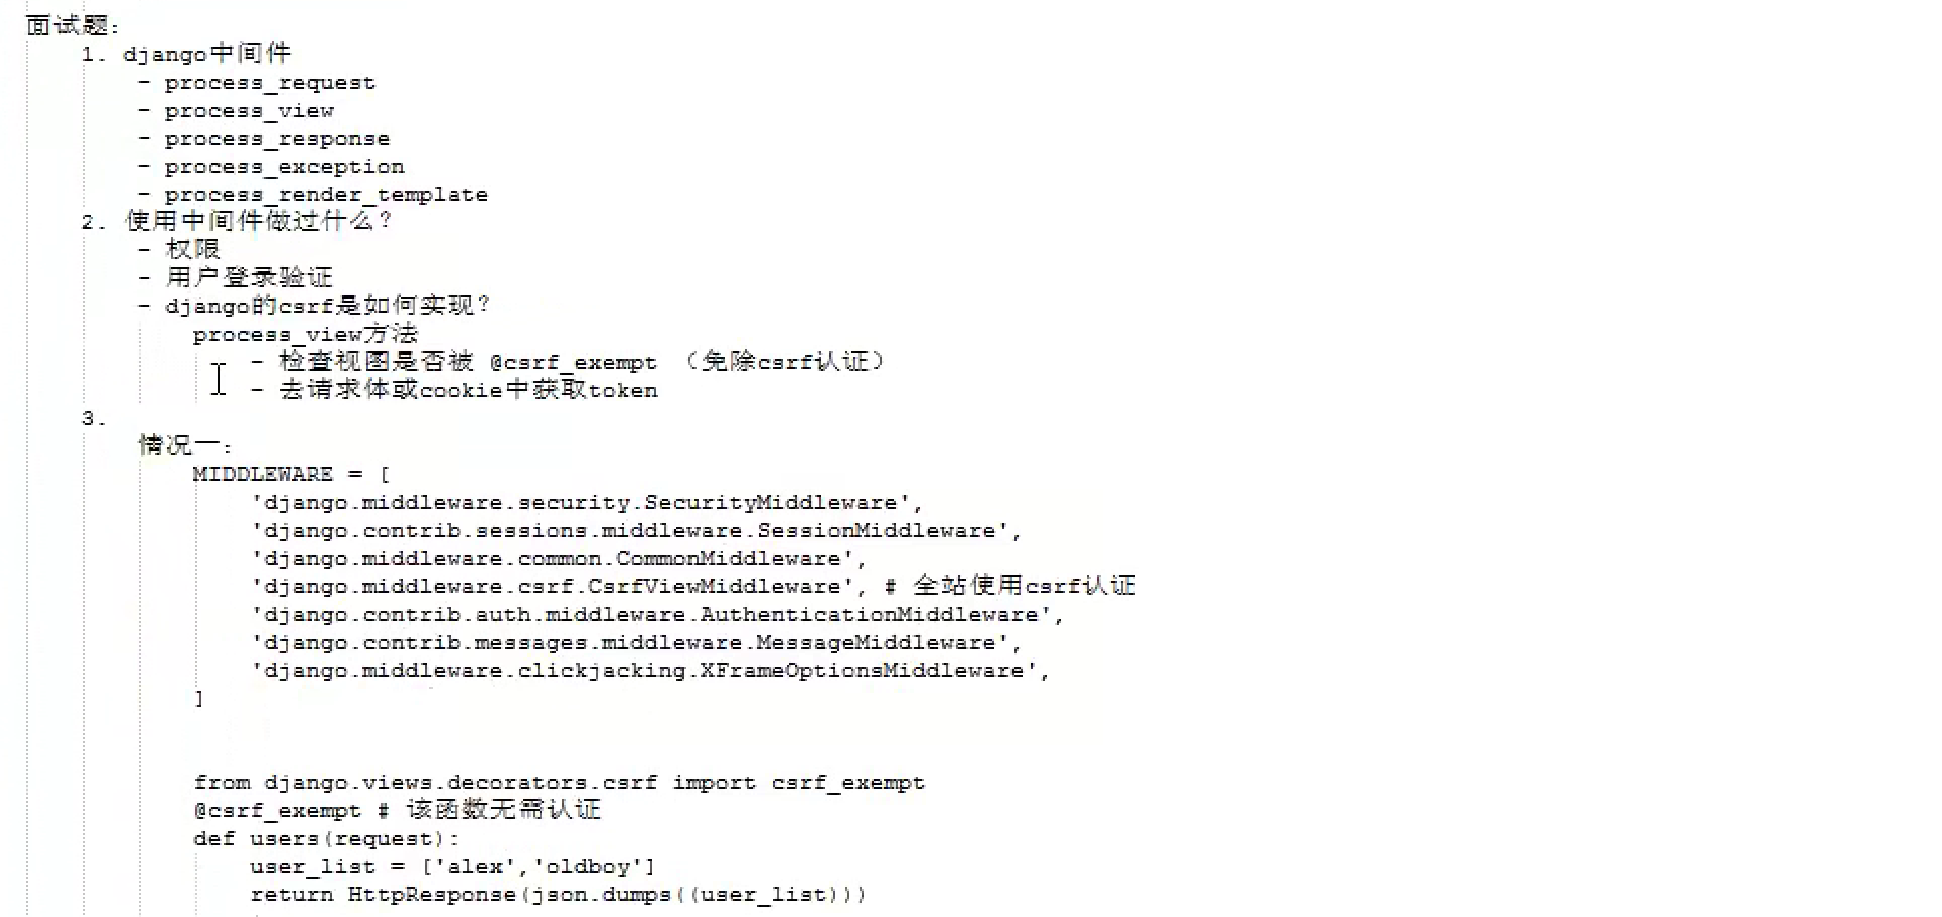 面试题:
1. django中间件
- process_request
- process_view
- process_response
- process_exception
- process_render_template
2. 使用中间件做过什么?
- 权限
- 用户登录验证
- django的csrf是如何实现?
process_view方法
- 检查视图是否被 @csrf_exempt （免除csrf认证）
- 去请求体或cookie中获取token
3.
情况一:
MIDDLEWARE = [
'django.middleware.security.SecurityMiddleware',
'django.contrib.sessions.middleware.SessionMiddleware',
'django.middleware.common.CommonMiddleware',
'django.middleware.csrf.CsrfViewMiddleware', # 全站使用csrf认证
'django.contrib.auth.middleware.AuthenticationMiddleware',
'django.contrib.messages.middleware.MessageMiddleware',
'django.middleware.clickjacking.XFrameOptionsMiddleware',
]
from django.views.decorators.csrf import csrf_exempt
@csrf_exempt # 该函数无需认证
def users(request):
user_list = ['alex','oldboy']
return HttpResponse(json.dumps((user_list)))